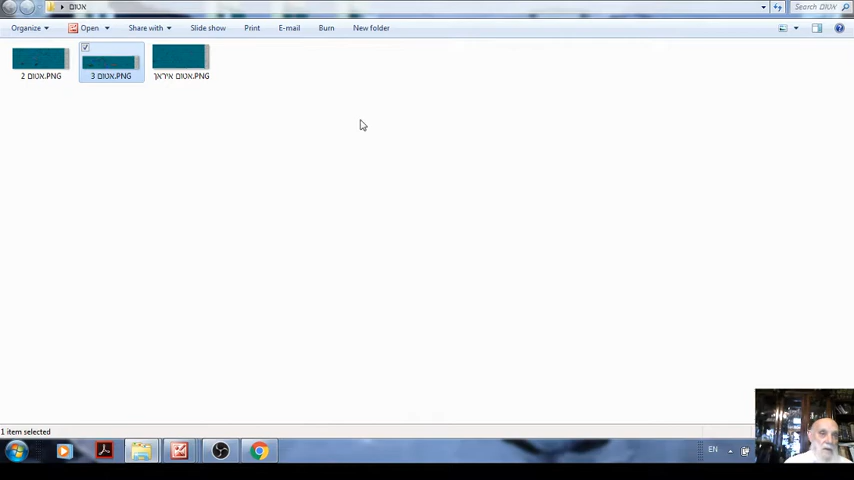 אטום
Search אטום
Organize Open Share with Slide show Print E-mail Burn New folder
אטום 2.PNG
אטום 3.PNG
אטום איראן.PNG
1 item selected
EN